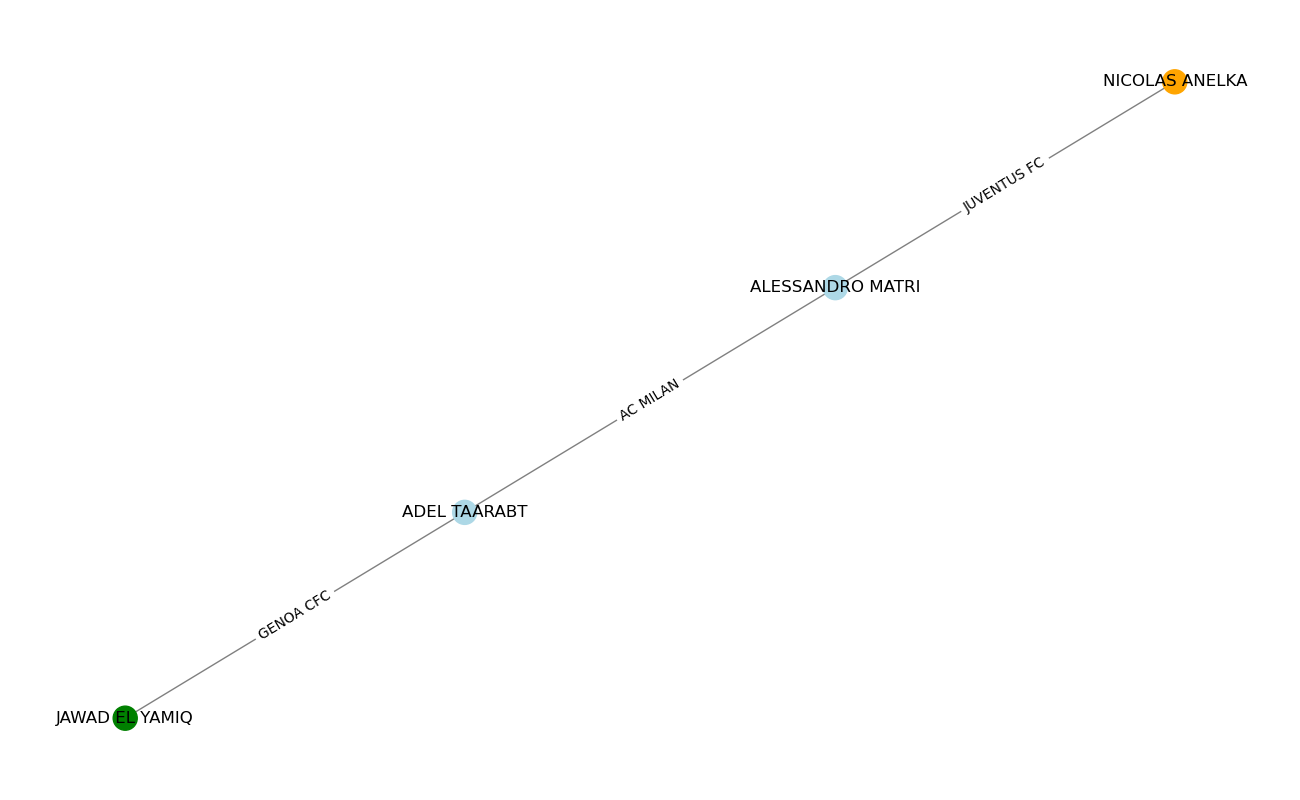 NICOLAS ANELKA
JUVENTUS FC
ALESSANDRO MATRI
AC MILAN
ADEL TAARABT
GENOA CFC
JAWAD EL YAMIQ